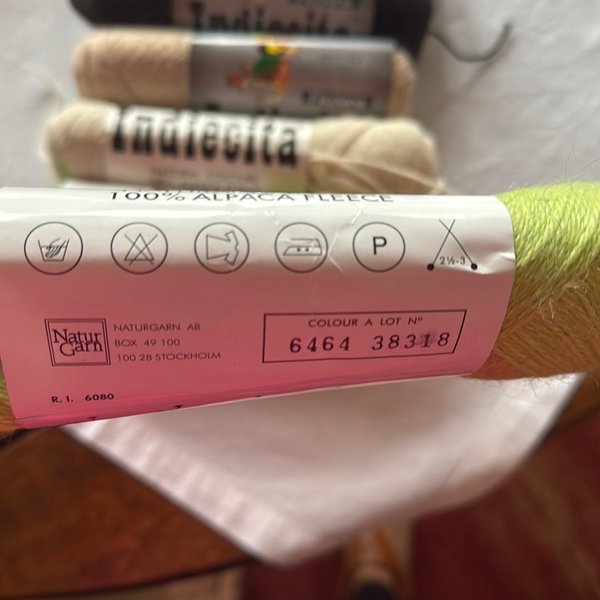 Indiecita
Indiecita
100% ALPACA FLEECE
P
2½-3
Natur
Garn
NATURGARN AB
BOX 49 100
100 28 STOCKHOLM
COLOUR A LOT Nº
6464 38318
R. I. 6080